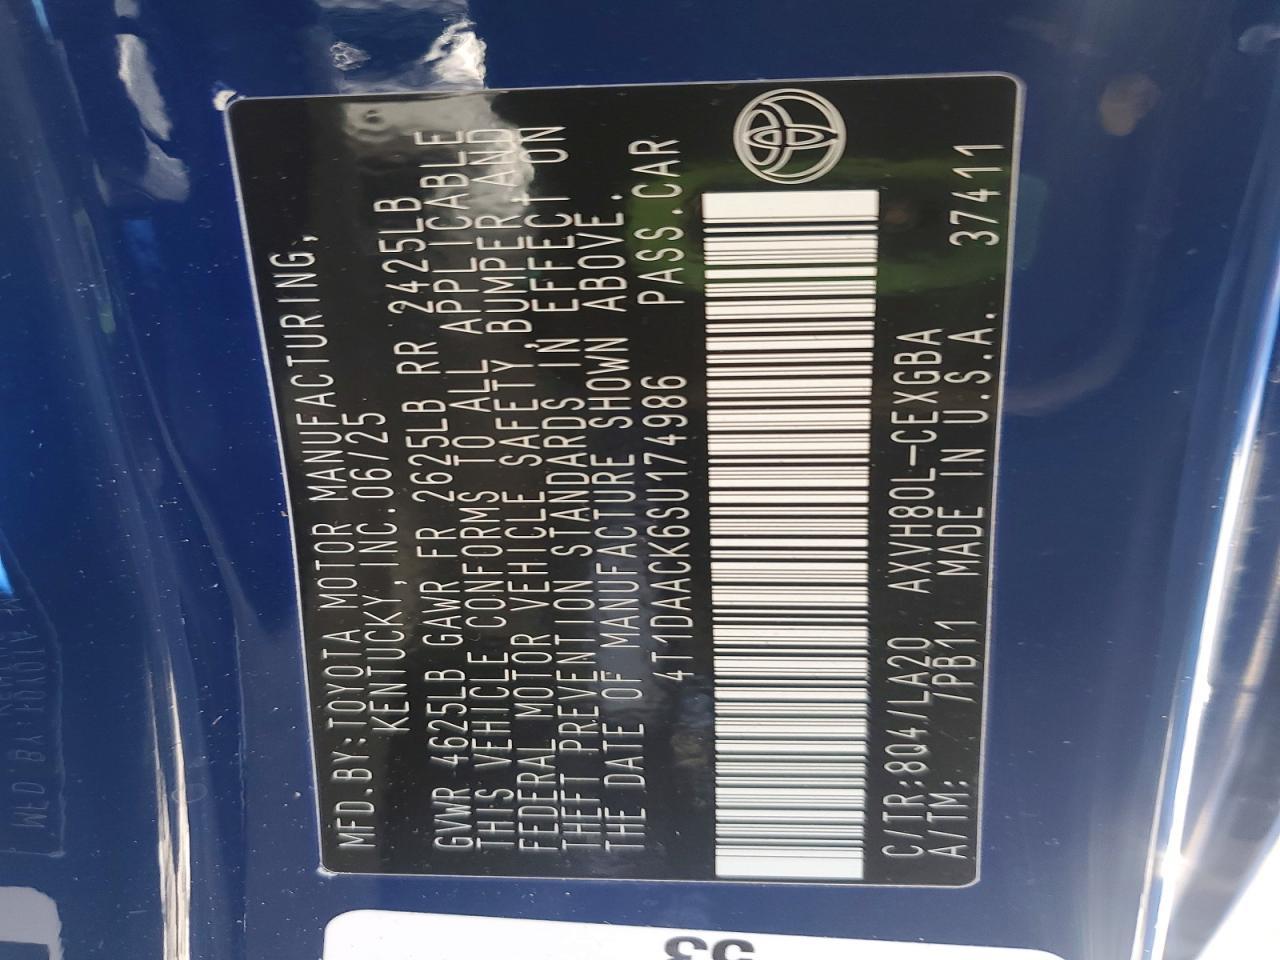 MFD.BY:TOYOTA MOTOR MANUFACTURING,
KENTUCKY,INC.06/25
GVWR 4625LB GAWR FR 2625LB RR 2425LB
THIS VEHICLE CONFORMS TO ALL APPLICABLE
FEDERAL MOTOR VEHICLE SAFETY,BUMPER,AND
THEFT PREVENTION STANDARDS IN EFFECT ON
THE DATE OF MANUFACTURE SHOWN ABOVE.
4T1DAACK6SU174986 PASS.CAR
C/TR:8Q4/LA20 AXVH80L-CEXGBA
A/TM: /PB11 MADE IN U.S.A. 37411